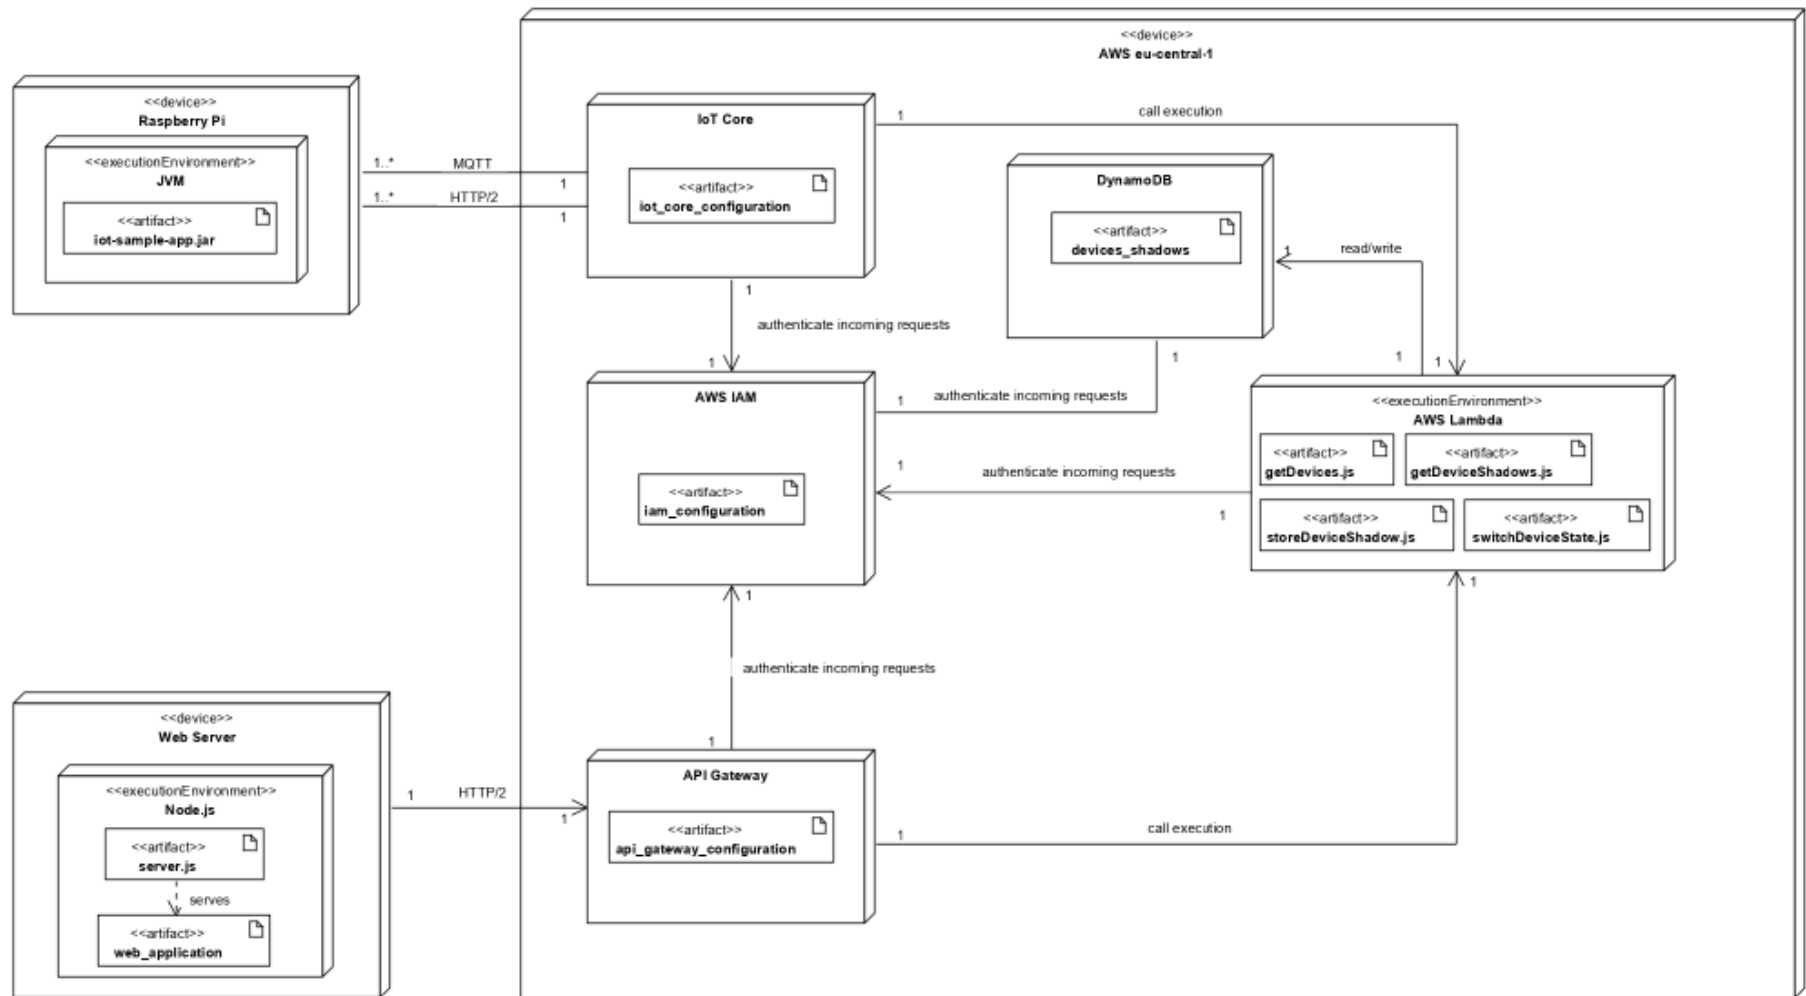 <<device>>
AWS eu-central-1
<<device>>
Raspberry Pi
<<executionEnvironment>>
JVM
<<artifact>>
iot-sample-app.jar
1..*
MQTT
1
1..*
HTTP/2
1
IoT Core
<<artifact>>
iot_core_configuration
1
call execution
1
DynamoDB
<<artifact>>
devices_shadows
1
read/write
1
1
authenticate incoming requests
1
AWS IAM
<<artifact>>
iam_configuration
1
authenticate incoming requests
1
1
authenticate incoming requests
1
<<executionEnvironment>>
AWS Lambda
<<artifact>>
getDevices.js
<<artifact>>
getDeviceShadows.js
<<artifact>>
storeDeviceShadow.js
<<artifact>>
switchDeviceState.js
1
1
authenticate incoming requests
1
<<device>>
Web Server
<<executionEnvironment>>
Node.js
<<artifact>>
server.js
serves
<<artifact>>
web_application
1
HTTP/2
1
API Gateway
<<artifact>>
api_gateway_configuration
1
call execution